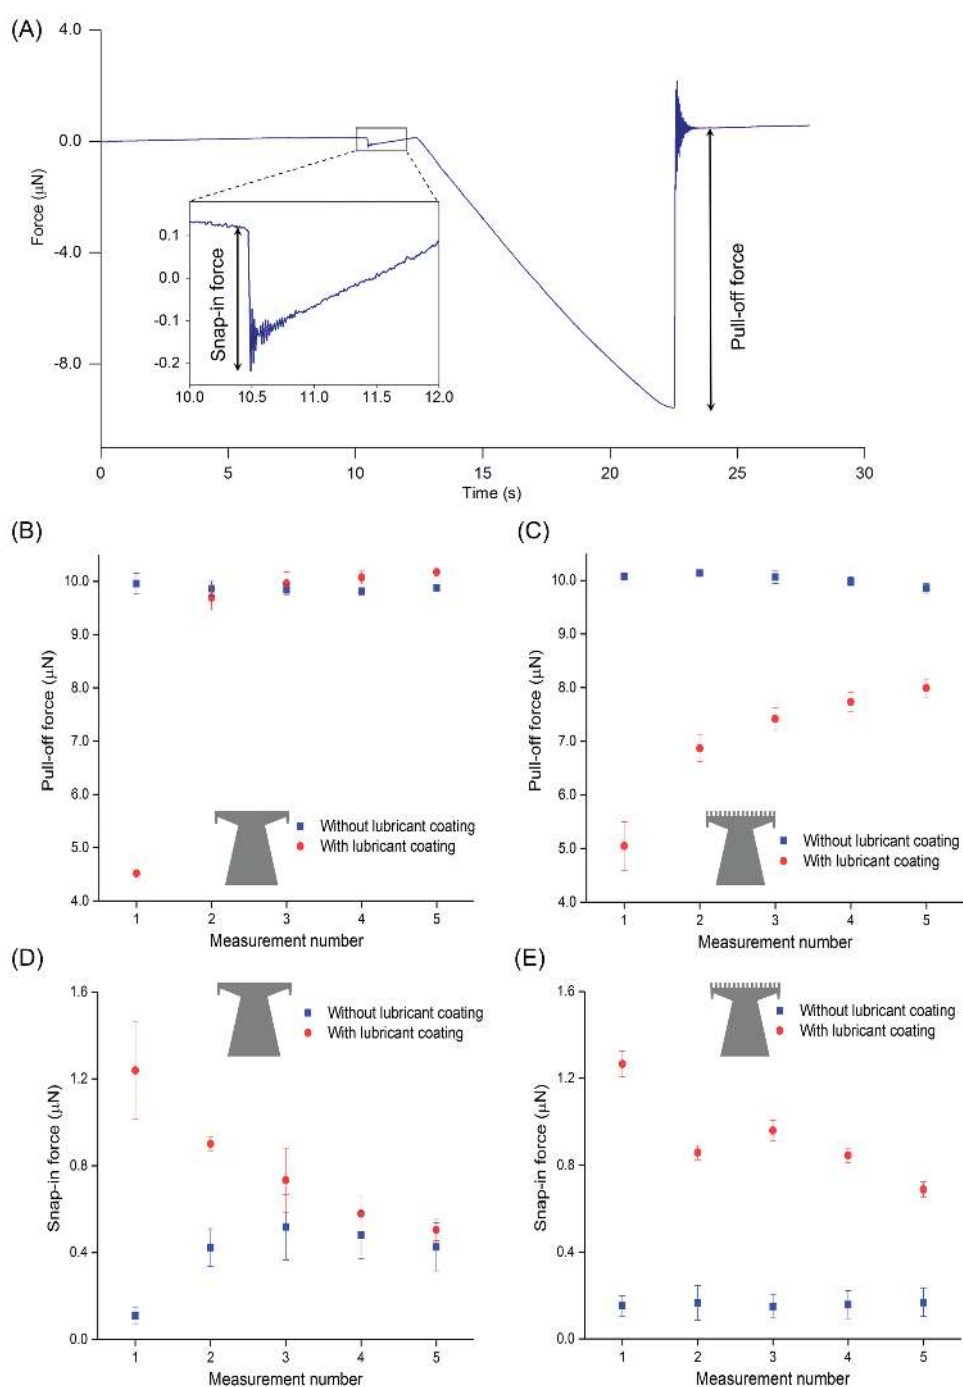 (A)
4.0
0.0
-4.0
-8.0
Force (μN)
0.1
0.0
-0.1
-0.2
Snap-in force
10.0 10.5 11.0 11.5 12.0
Pull-off force
0 5 10 15 20 25 30
Time (s)
(B)
10.0
9.0
8.0
7.0
6.0
5.0
4.0
Pull-off force (μN)
Without lubricant coating
With lubricant coating
1 2 3 4 5
Measurement number
(C)
10.0
9.0
8.0
7.0
6.0
5.0
4.0
Pull-off force (μN)
Without lubricant coating
With lubricant coating
1 2 3 4 5
Measurement number
(D)
1.6
1.2
0.8
0.4
0.0
Snap-in force (μN)
Without lubricant coating
With lubricant coating
1 2 3 4 5
Measurement number
(E)
1.6
1.2
0.8
0.4
0.0
Snap-in force (μN)
Without lubricant coating
With lubricant coating
1 2 3 4 5
Measurement number